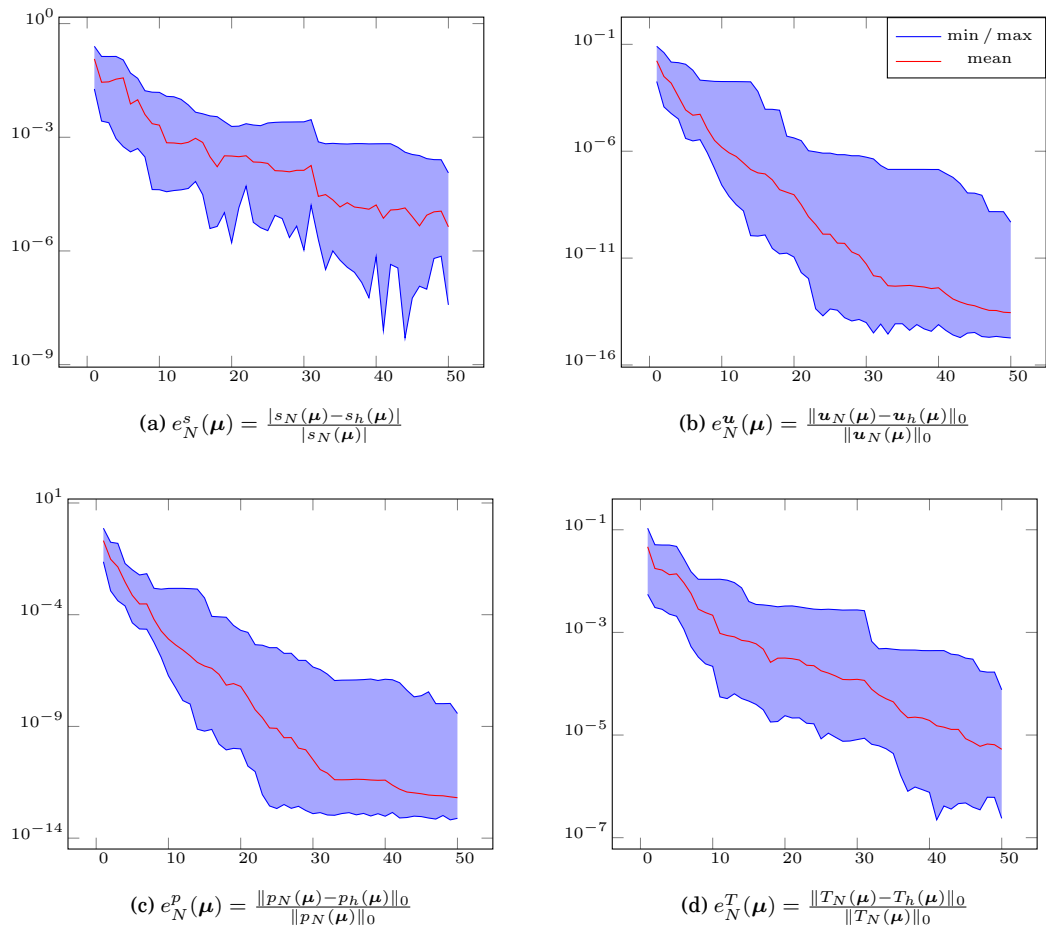 10^0
10^{-3}
10^{-6}
10^{-9}
0 10 20 30 40 50
(a) e_N^s(μ) = |s_N(μ)−s_h(μ)| / |s_N(μ)|
10^{-1}
10^{-6}
10^{-11}
10^{-16}
0 10 20 30 40 50
min / max
mean
(b) e_N^u(μ) = ‖u_N(μ)−u_h(μ)‖_0 / ‖u_N(μ)‖_0
10^1
10^{-4}
10^{-9}
10^{-14}
0 10 20 30 40 50
(c) e_N^p(μ) = ‖p_N(μ)−p_h(μ)‖_0 / ‖p_N(μ)‖_0
10^{-1}
10^{-3}
10^{-5}
10^{-7}
0 10 20 30 40 50
(d) e_N^T(μ) = ‖T_N(μ)−T_h(μ)‖_0 / ‖T_N(μ)‖_0